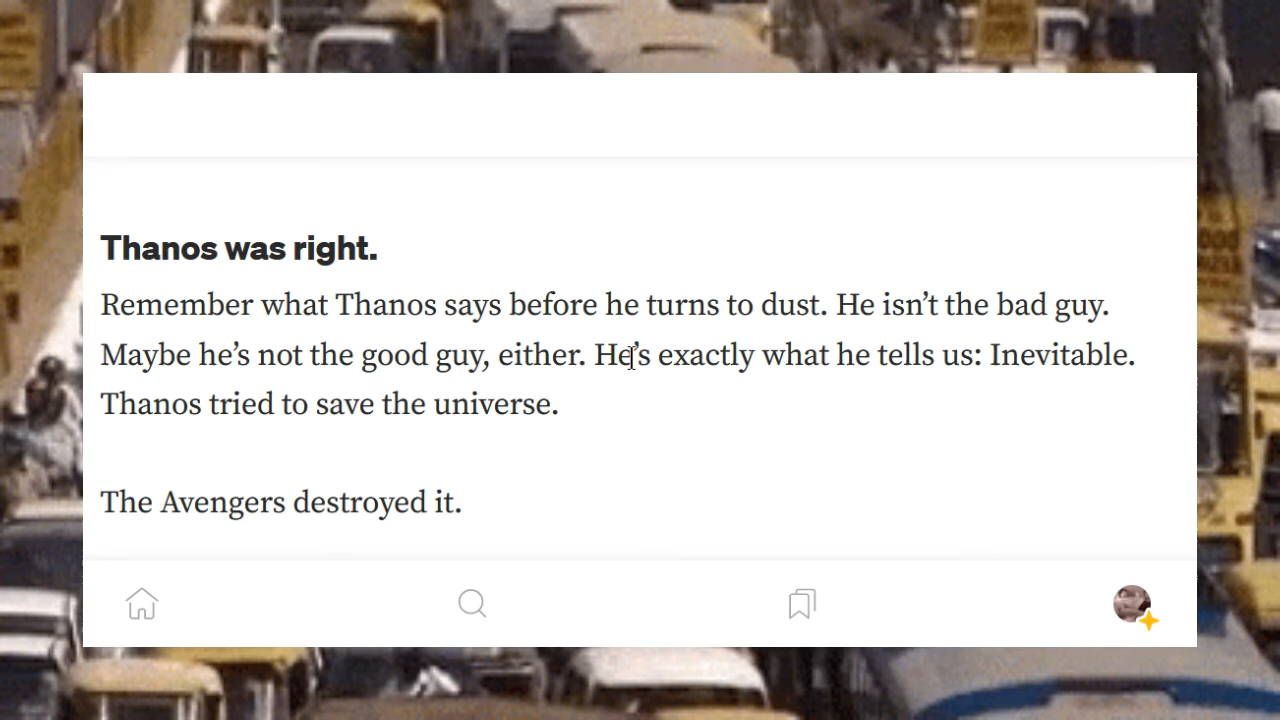 Thanos was right.
Remember what Thanos says before he turns to dust. He isn’t the bad guy.
Maybe he’s not the good guy, either. He’s exactly what he tells us: Inevitable.
Thanos tried to save the universe.
The Avengers destroyed it.